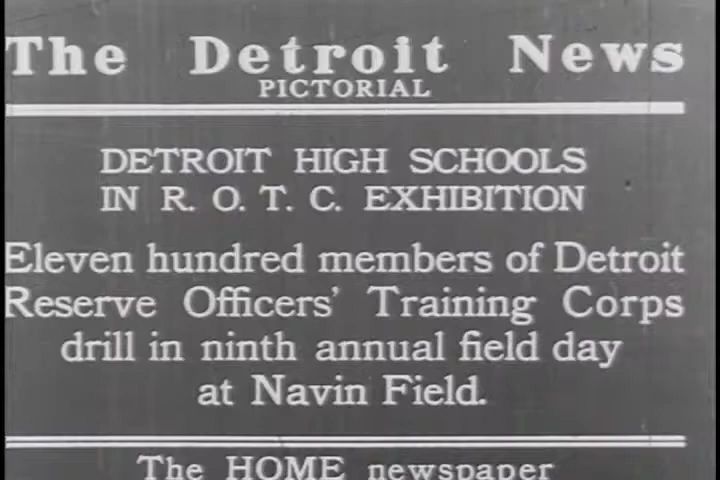 The Detroit News
PICTORIAL
DETROIT HIGH SCHOOLS
IN R. O. T. C. EXHIBITION
Eleven hundred members of Detroit
Reserve Officers' Training Corps
drill in ninth annual field day
at Navin Field.
The HOME newspaper